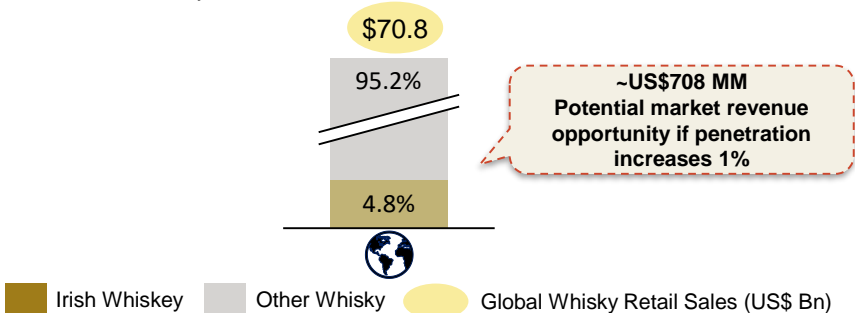 $70.8
95.2%
~US$708 MM
Potential market revenue
opportunity if penetration
increases 1%
4.8%
Irish Whiskey
Other Whisky
Global Whisky Retail Sales (US$ Bn)